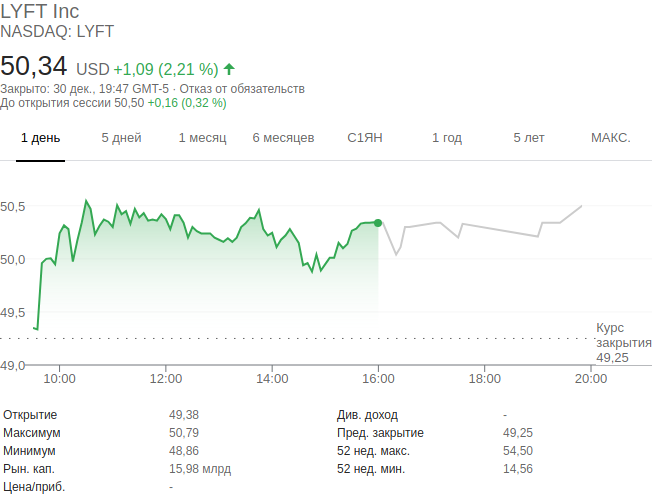 LYFT Inc
NASDAQ: LYFT
50,34 USD +1,09 (2,21 %)
Закрыто: 30 дек., 19:47 GMT-5 · Отказ от обязательств
До открытия сессии 50,50 +0,16 (0,32 %)
1 день 5 дней 1 месяц 6 месяцев С1ЯН 1 год 5 лет МАКС.
50,5
50,0
49,5
Курс
закрытия
49,25
49,0
10:00 12:00 14:00 16:00 18:00 20:00
Открытие 49,38 Див. доход -
Максимум 50,79 Пред. закрытие 49,25
Минимум 48,86 52 нед. макс. 54,50
Рын. кап. 15,98 млрд 52 нед. мин. 14,56
Цена/приб. -